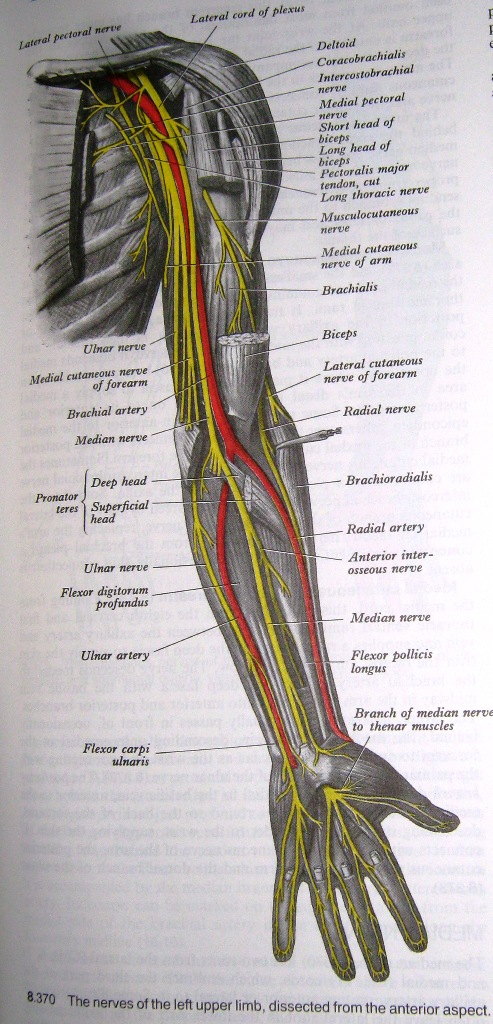 Lateral pectoral nerve
Lateral cord of plexus
Deltoid
Coracobrachialis
Intercostobrachial
nerve
Medial pectoral
nerve
Short head of
biceps
Long head of
biceps
Pectoralis major
tendon, cut
Long thoracic nerve
Musculocutaneous
nerve
Medial cutaneous
nerve of arm
Brachialis
Biceps
Ulnar nerve
Lateral cutaneous
nerve of forearm
Medial cutaneous nerve
of forearm
Brachial artery
Radial nerve
Median nerve
Pronator
teres
Deep head
Superficial
head
Brachioradialis
Radial artery
Ulnar nerve
Anterior inter-
osseous nerve
Flexor digitorum
profundus
Median nerve
Ulnar artery
Flexor pollicis
longus
Branch of median nerve
to thenar muscles
Flexor carpi
ulnaris
8.370 The nerves of the left upper limb, dissected from the anterior aspect.